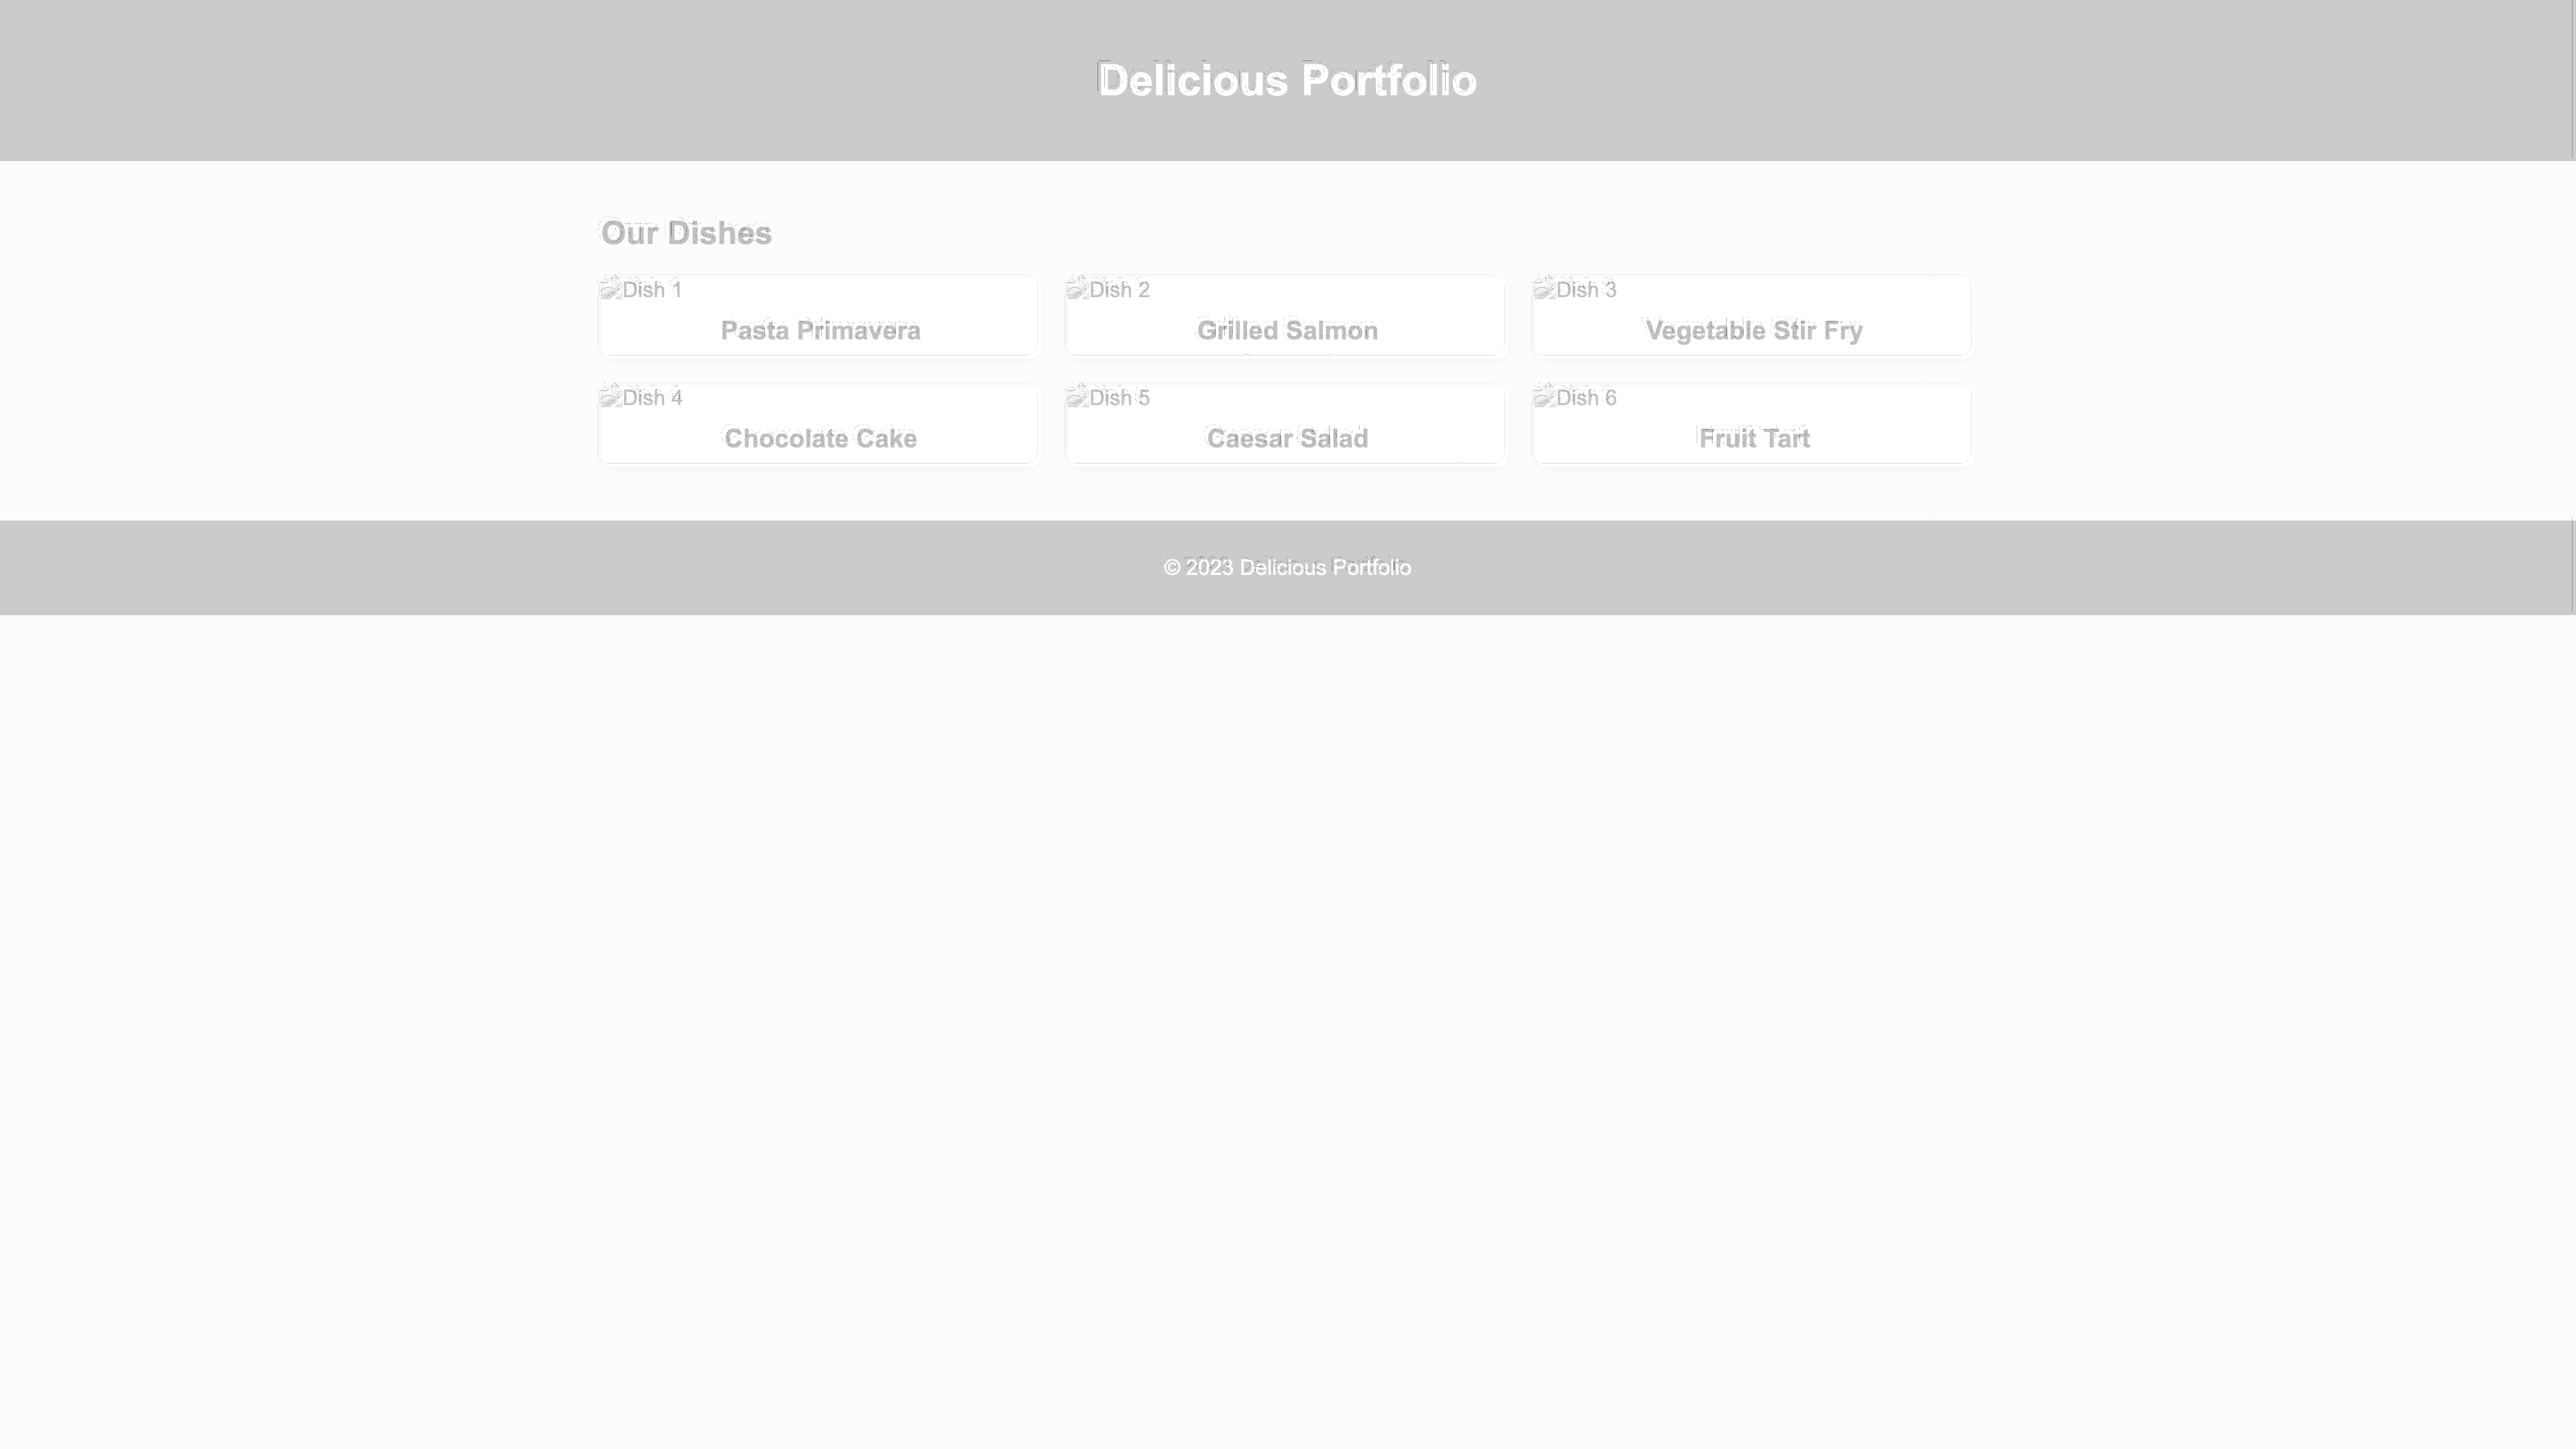 Delicious Portfolio
Our Dishes
Dish 1
Pasta Primavera
Dish 2
Grilled Salmon
Dish 3
Vegetable Stir Fry
Dish 4
Chocolate Cake
Dish 5
Caesar Salad
Dish 6
Fruit Tart
© 2023 Delicious Portfolio